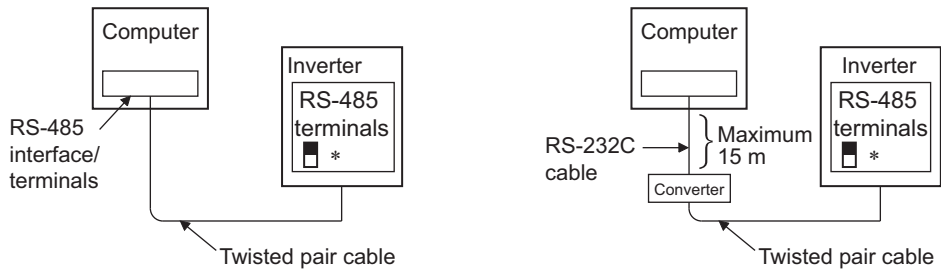 Computer
Inverter
RS-485
terminals
*
RS-485
interface/
terminals
Twisted pair cable
Computer
Inverter
RS-485
terminals
*
RS-232C
cable
Maximum
15 m
Converter
Twisted pair cable